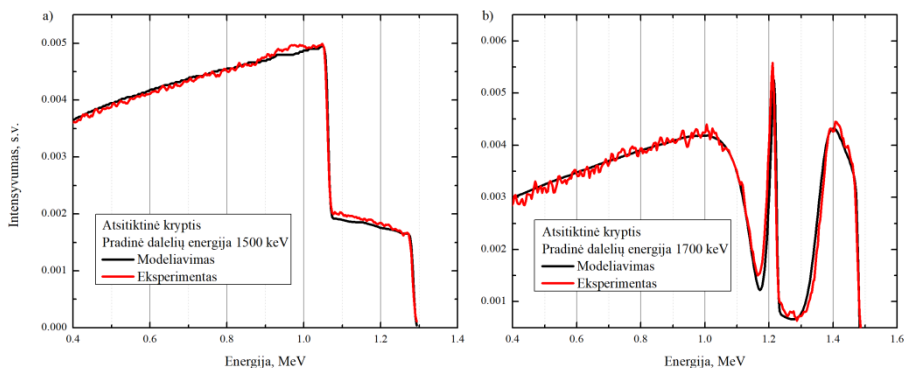 a)
0.005
0.004
0.003
0.002
0.001
0.000
Intensyvumas, s.v.
Atsitiktinė kryptis
Pradinė dalelių energija 1500 keV
Modeliavimas
Eksperimentas
0.4 0.6 0.8 1.0 1.2 1.4
Energija, MeV
b)
0.006
0.005
0.004
0.003
0.002
0.001
Atsitiktinė kryptis
Pradinė dalelių energija 1700 keV
Modeliavimas
Eksperimentas
0.4 0.6 0.8 1.0 1.2 1.4 1.6
Energija, MeV